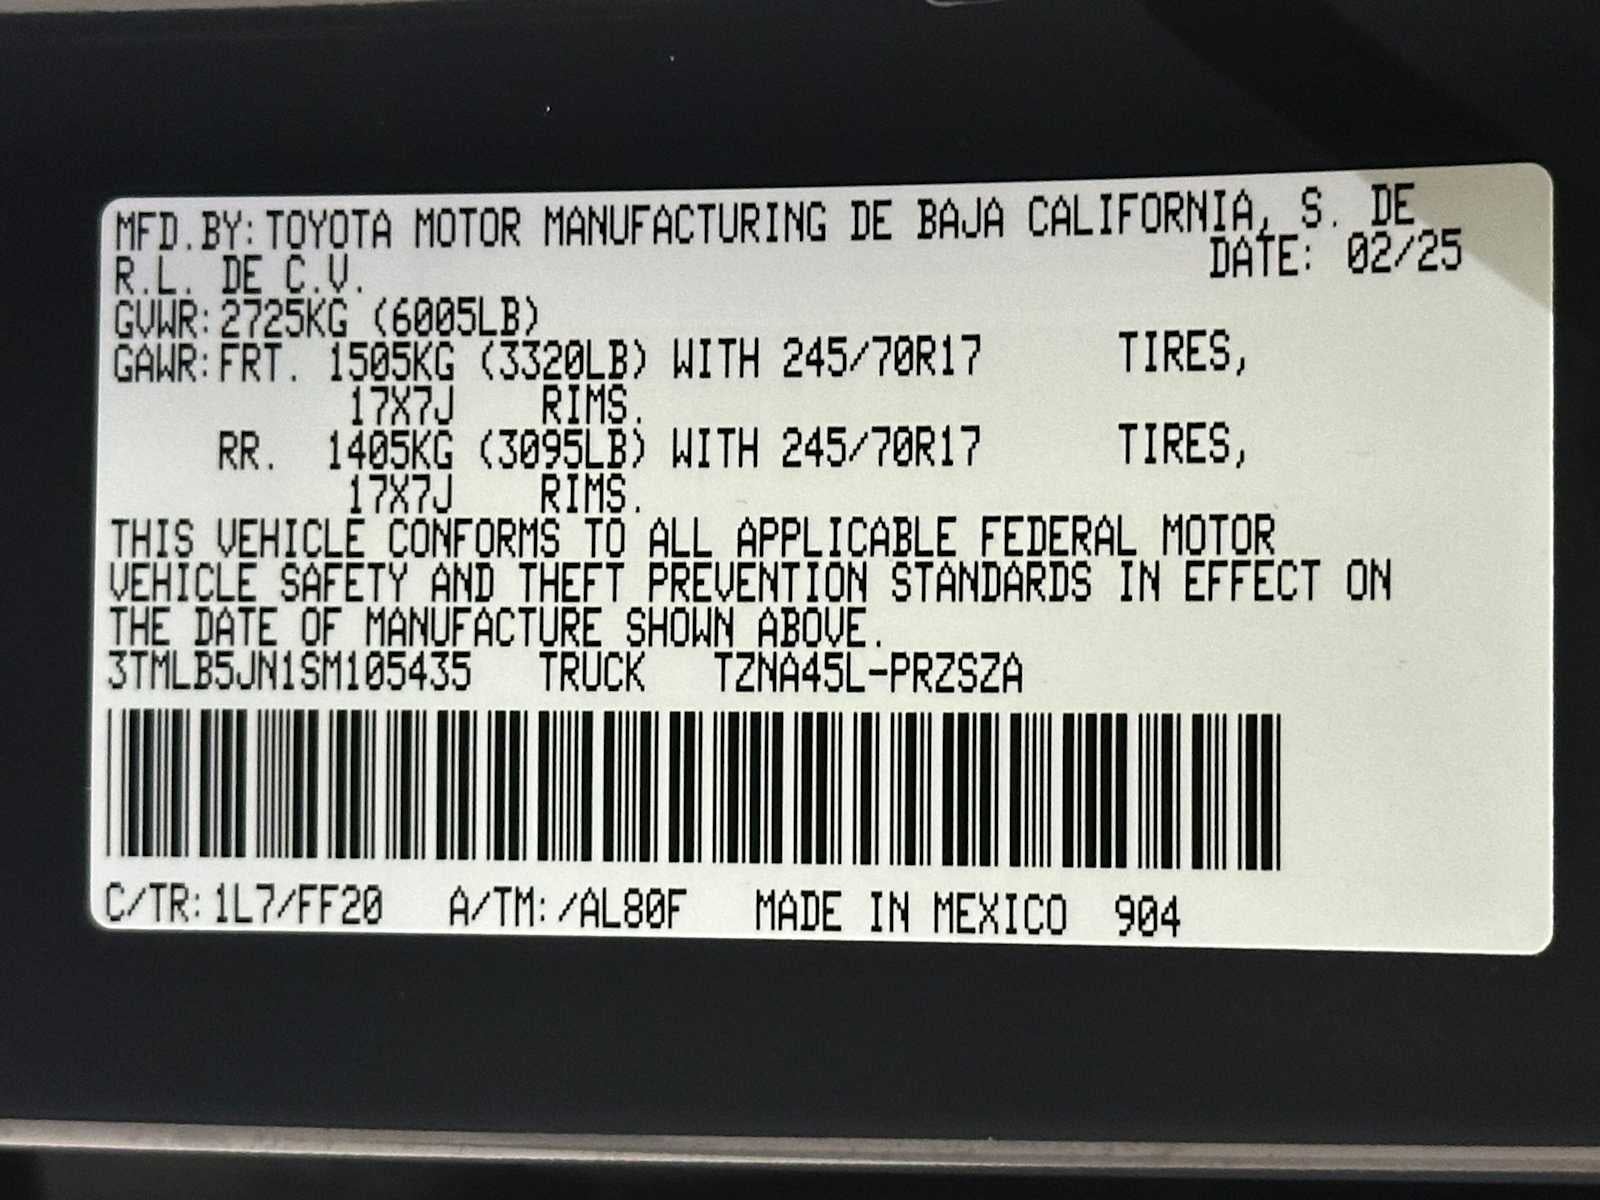 MFD.BY: TOYOTA MOTOR MANUFACTURING DE BAJA CALIFORNIA, S. DE
R.L. DE C.V. DATE: 02/25
GVWR: 2725KG (6005LB)
GAWR: FRT. 1505KG (3320LB) WITH 245/70R17 TIRES,
17X7J RIMS.
RR. 1405KG (3095LB) WITH 245/70R17 TIRES,
17X7J RIMS.
THIS VEHICLE CONFORMS TO ALL APPLICABLE FEDERAL MOTOR
VEHICLE SAFETY AND THEFT PREVENTION STANDARDS IN EFFECT ON
THE DATE OF MANUFACTURE SHOWN ABOVE.
3TMLB5JN1SM105435 TRUCK TZNA45L-PRZSZA
C/TR: 1L7/FF20 A/TM: /AL80F MADE IN MEXICO 904